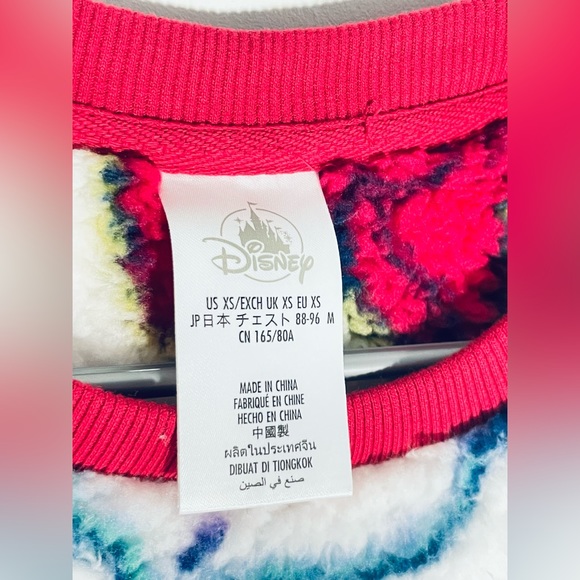 Disney
US XS/EXCH UK XS EU XS
JP日本 チェスト 88-96 M
CN 165/80A
MADE IN CHINA
FABRIQUÉ EN CHINE
HECHO EN CHINA
中國製
ผลิตในประเทศจีน
DIBUAT DI TIONGKOK
صنع في الصين